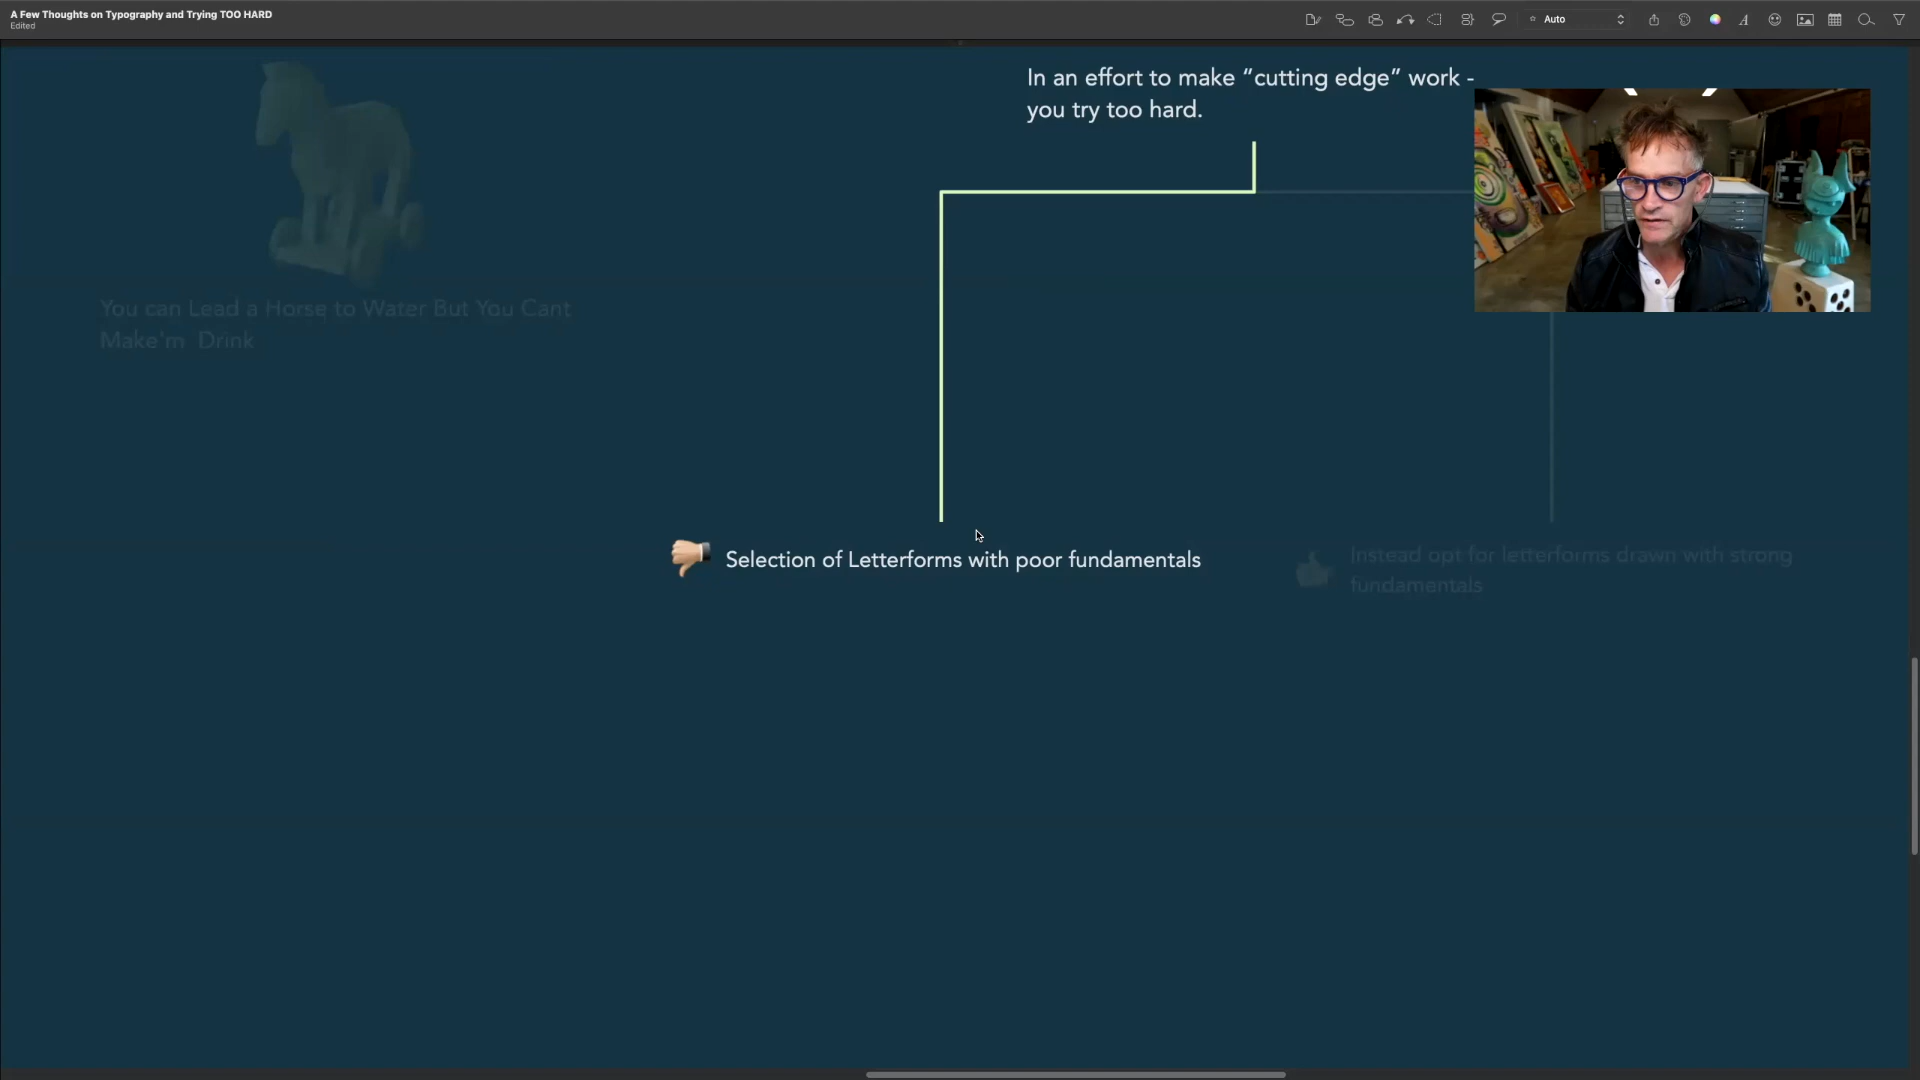 A Few Thoughts on Typography and Trying TOO HARD
Edited
Auto
In an effort to make “cutting edge” work -
you try too hard.
You can Lead a Horse to Water But You Cant
Make'm Drink
Selection of Letterforms with poor fundamentals
Instead opt for letterforms drawn with strong
fundamentals